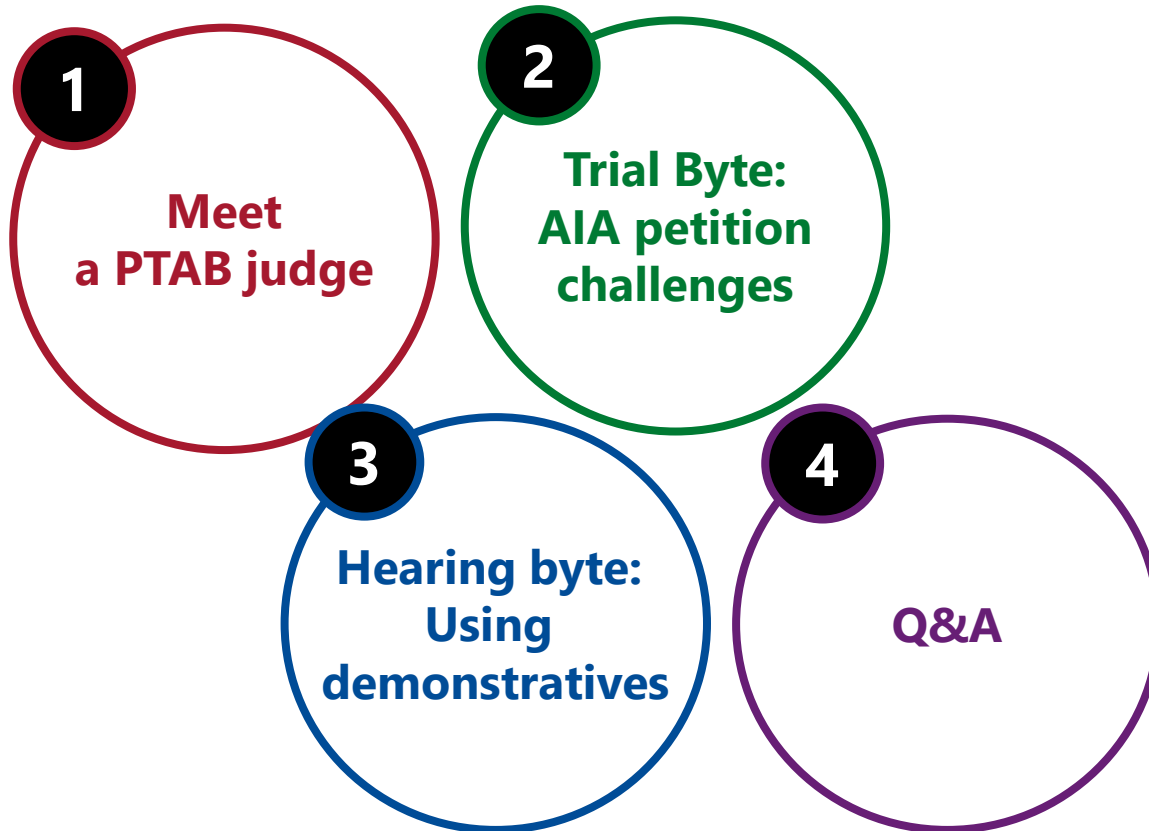 1
Meet
a PTAB judge
2
Trial Byte:
AIA petition
challenges
3
Hearing byte:
Using
demonstratives
4
Q&A